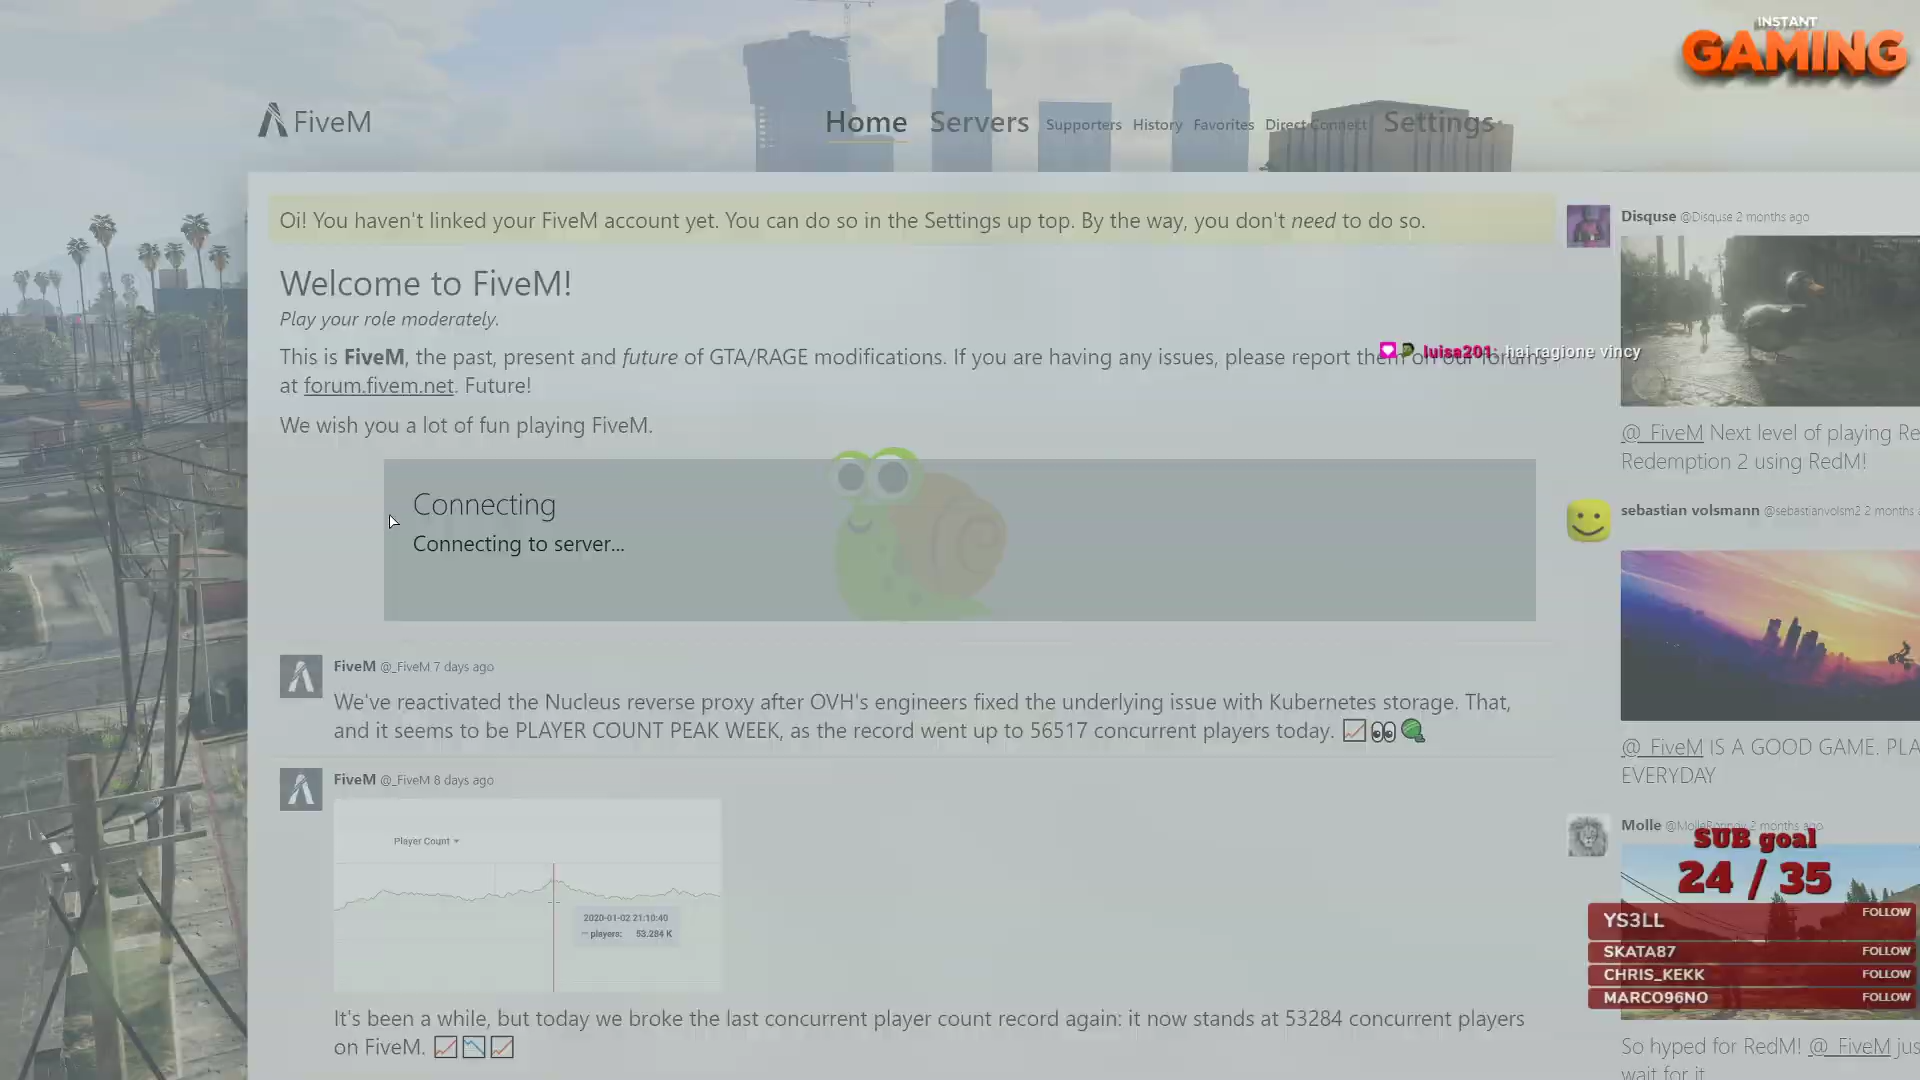 INSTANT
GAMING
FiveM
Home Servers Supporters History Favorites Direct Connect Settings
Oi! You haven't linked your FiveM account yet. You can do so in the Settings up top. By the way, you don't need to do so.
Welcome to FiveM!
Play your role moderately.
This is FiveM, the past, present and future of GTA/RAGE modifications. If you are having any issues, please report them on our forums
at forum.fivem.net. Future!
luisa201: hai ragione vincy
We wish you a lot of fun playing FiveM.
Connecting
Connecting to server...
FiveM @_FiveM 7 days ago
We've reactivated the Nucleus reverse proxy after OVH's engineers fixed the underlying issue with Kubernetes storage. That,
and it seems to be PLAYER COUNT PEAK WEEK, as the record went up to 56517 concurrent players today. 📈👀
FiveM @_FiveM 8 days ago
Player Count
2020-01-02 21:10:40
players: 53.284 K
It's been a while, but today we broke the last concurrent player count record again: it now stands at 53284 concurrent players
on FiveM. 📈📉📈
Disquse @Disquse 2 months ago
@_FiveM Next level of playing Re
Redemption 2 using RedM!
sebastian volsmann @sebastianvolsm2 2 months a
@_FiveM IS A GOOD GAME. PLA
EVERYDAY
Molle 2 months ago
SUB goal
24 / 35
YS3LL FOLLOW
SKATA87 FOLLOW
CHRIS_KEKK FOLLOW
MARCO96NO FOLLOW
So hyped for RedM! @_FiveM jus
wait for it